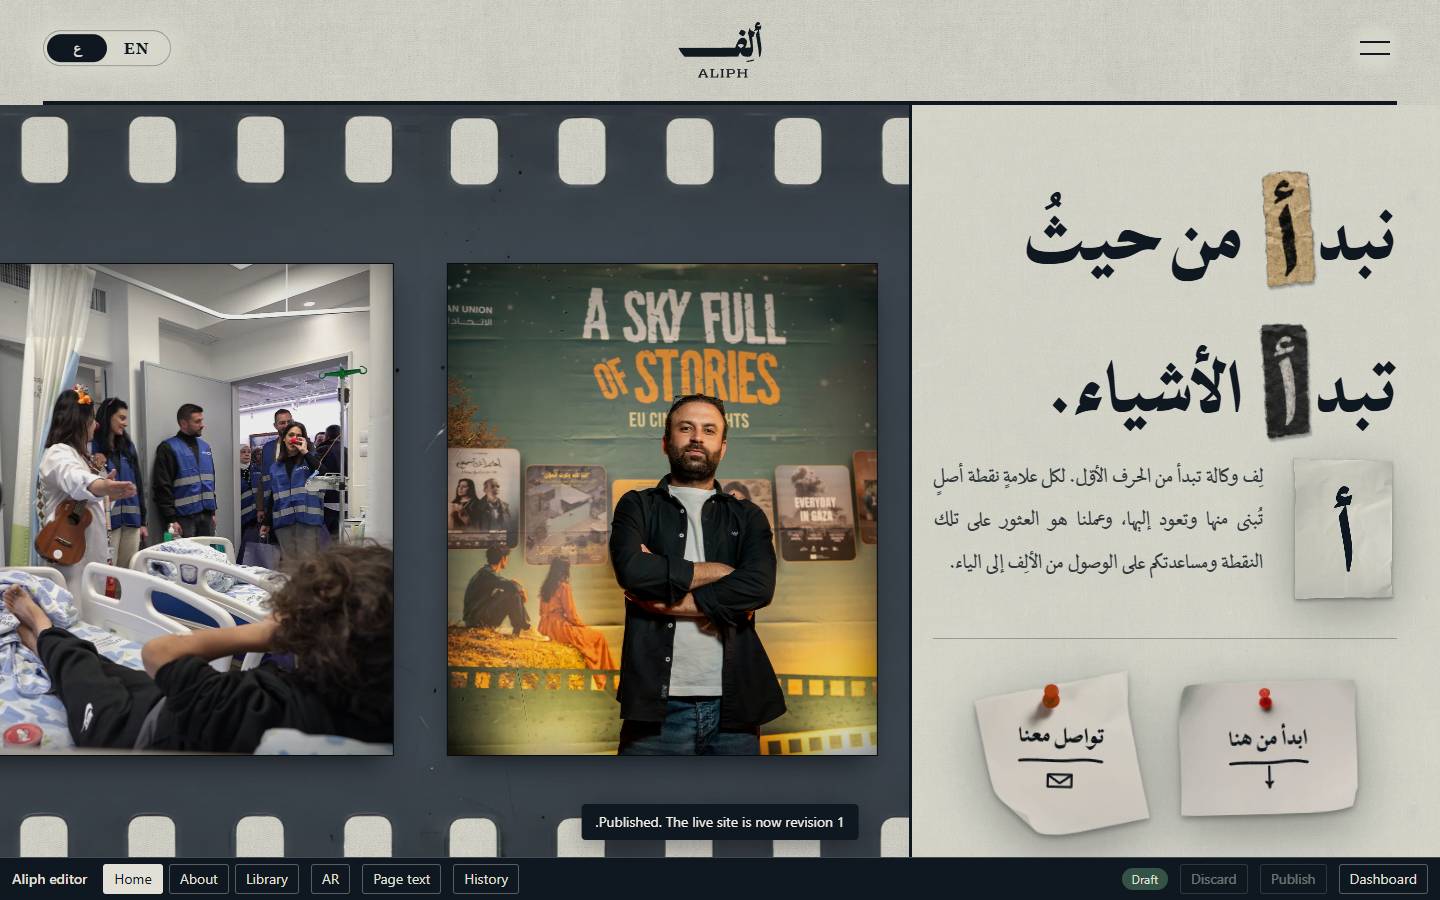 ع
EN
ألِف
ALIPH
نبدأ من حيثُ
تبدأ الأشياء.
أ
لِف وكالة تبدأ من الحرف الأوّل. لكل علامةٍ نقطة أصلٍ
تُبنى منها وتعود إليها، وعملنا هو العثور على تلك
النقطة ومساعدتكم على الوصول من الألِف إلى الياء.
ابدأ من هنا
تواصل معنا
AN UNION
A SKY FULL
OF STORIES
EVERYDAY
IN GAZA
.Published. The live site is now revision 1
Aliph editor
Home
About
Library
AR
Page text
History
Draft
Discard
Publish
Dashboard